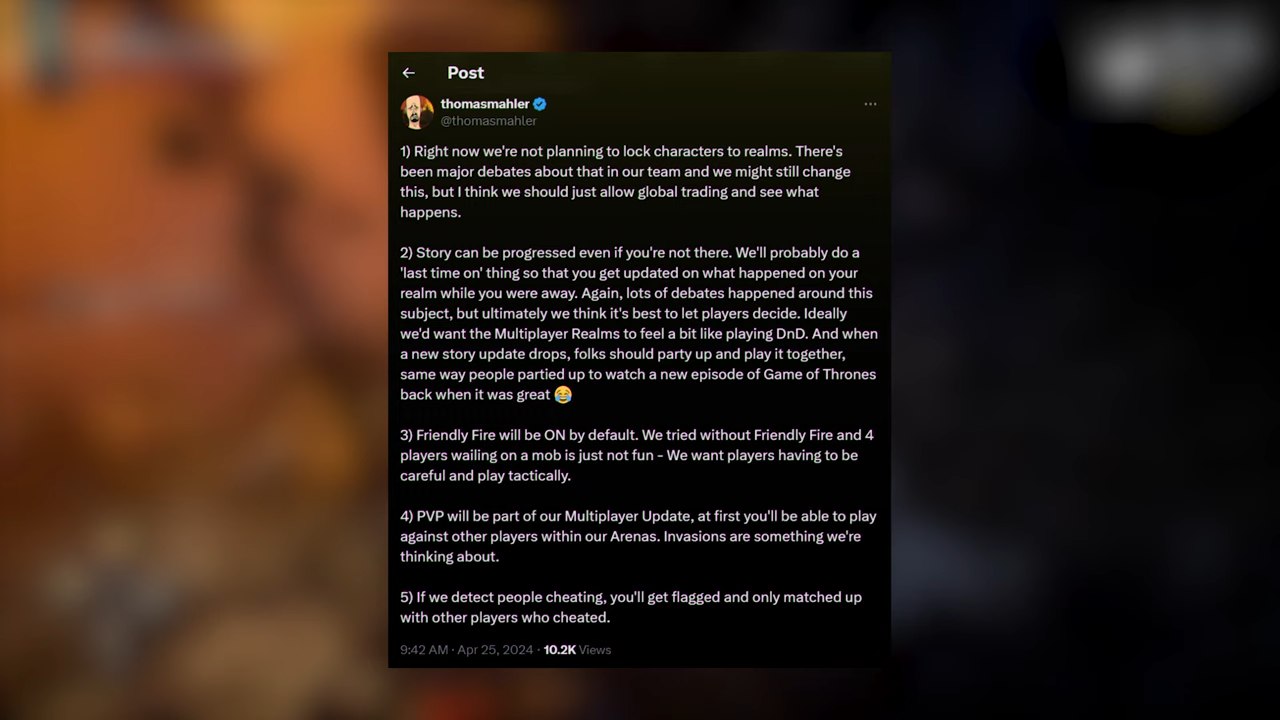 Post
thomasmahler
@thomasmahler
1) Right now we're not planning to lock characters to realms. There's
been major debates about that in our team and we might still change
this, but I think we should just allow global trading and see what
happens.
2) Story can be progressed even if you're not there. We'll probably do a
'last time on' thing so that you get updated on what happened on your
realm while you were away. Again, lots of debates happened around this
subject, but ultimately we think it's best to let players decide. Ideally
we'd want the Multiplayer Realms to feel a bit like playing DnD. And when
a new story update drops, folks should party up and play it together,
same way people partied up to watch a new episode of Game of Thrones
back when it was great 😂
3) Friendly Fire will be ON by default. We tried without Friendly Fire and 4
players wailing on a mob is just not fun - We want players having to be
careful and play tactically.
4) PVP will be part of our Multiplayer Update, at first you'll be able to play
against other players within our Arenas. Invasions are something we're
thinking about.
5) If we detect people cheating, you'll get flagged and only matched up
with other players who cheated.
9:42 AM · Apr 25, 2024 · 10.2K Views